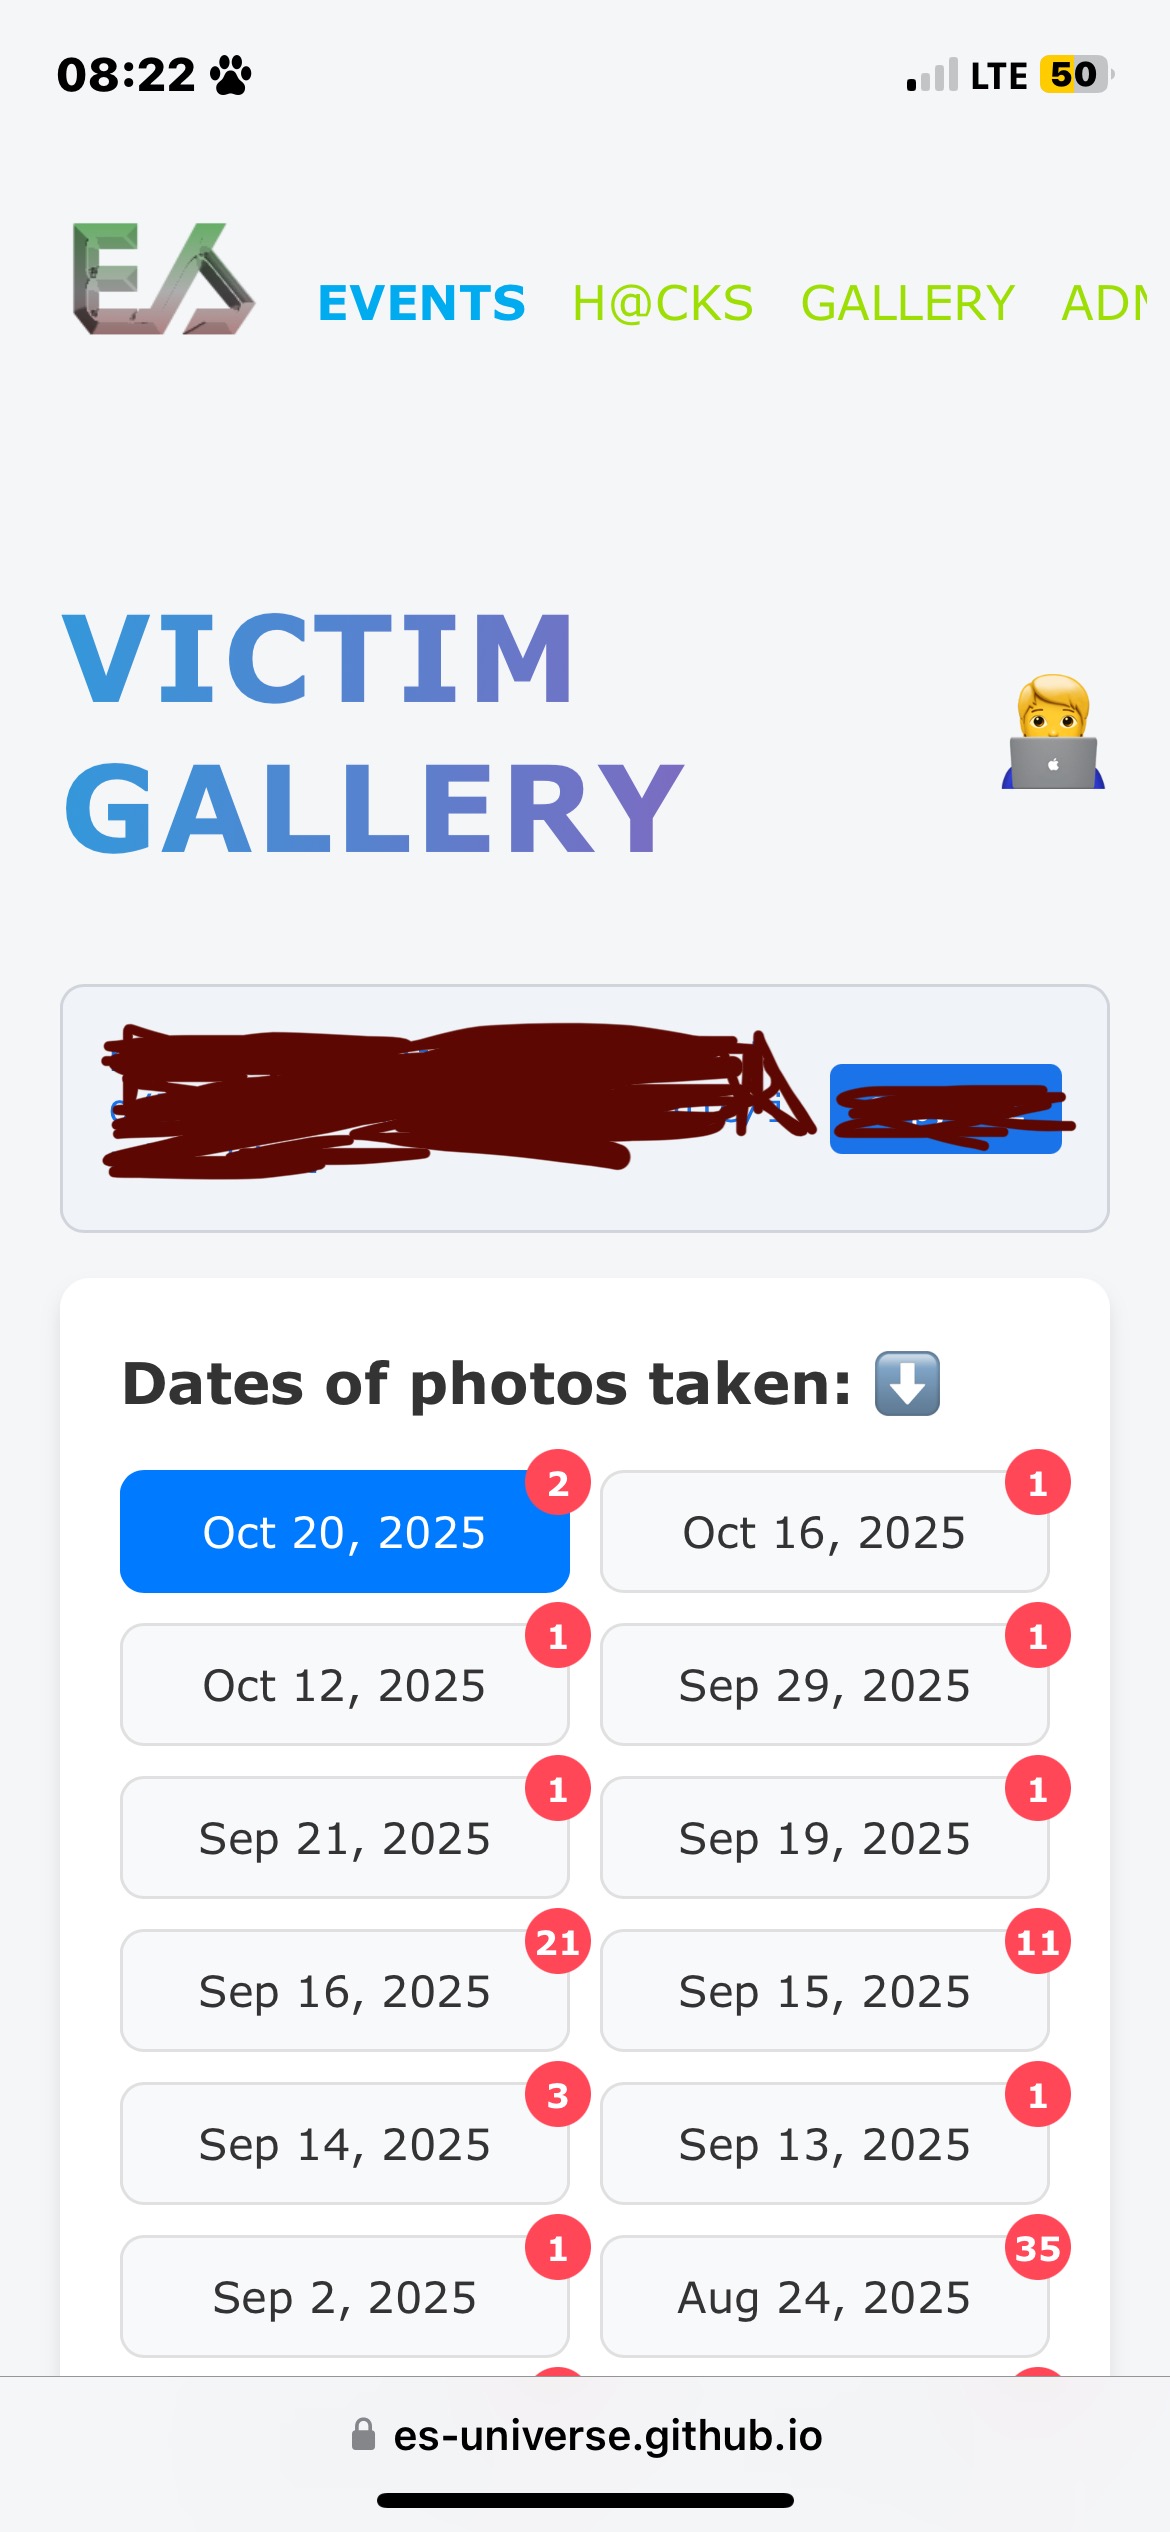 08:22 LTE 50
EA EVENTS H@CKS GALLERY ADM
VICTIM
GALLERY
Dates of photos taken:
2 1
Oct 20, 2025 Oct 16, 2025
1 1
Oct 12, 2025 Sep 29, 2025
1 1
Sep 21, 2025 Sep 19, 2025
21 11
Sep 16, 2025 Sep 15, 2025
3 1
Sep 14, 2025 Sep 13, 2025
1 35
Sep 2, 2025 Aug 24, 2025
es-universe.github.io